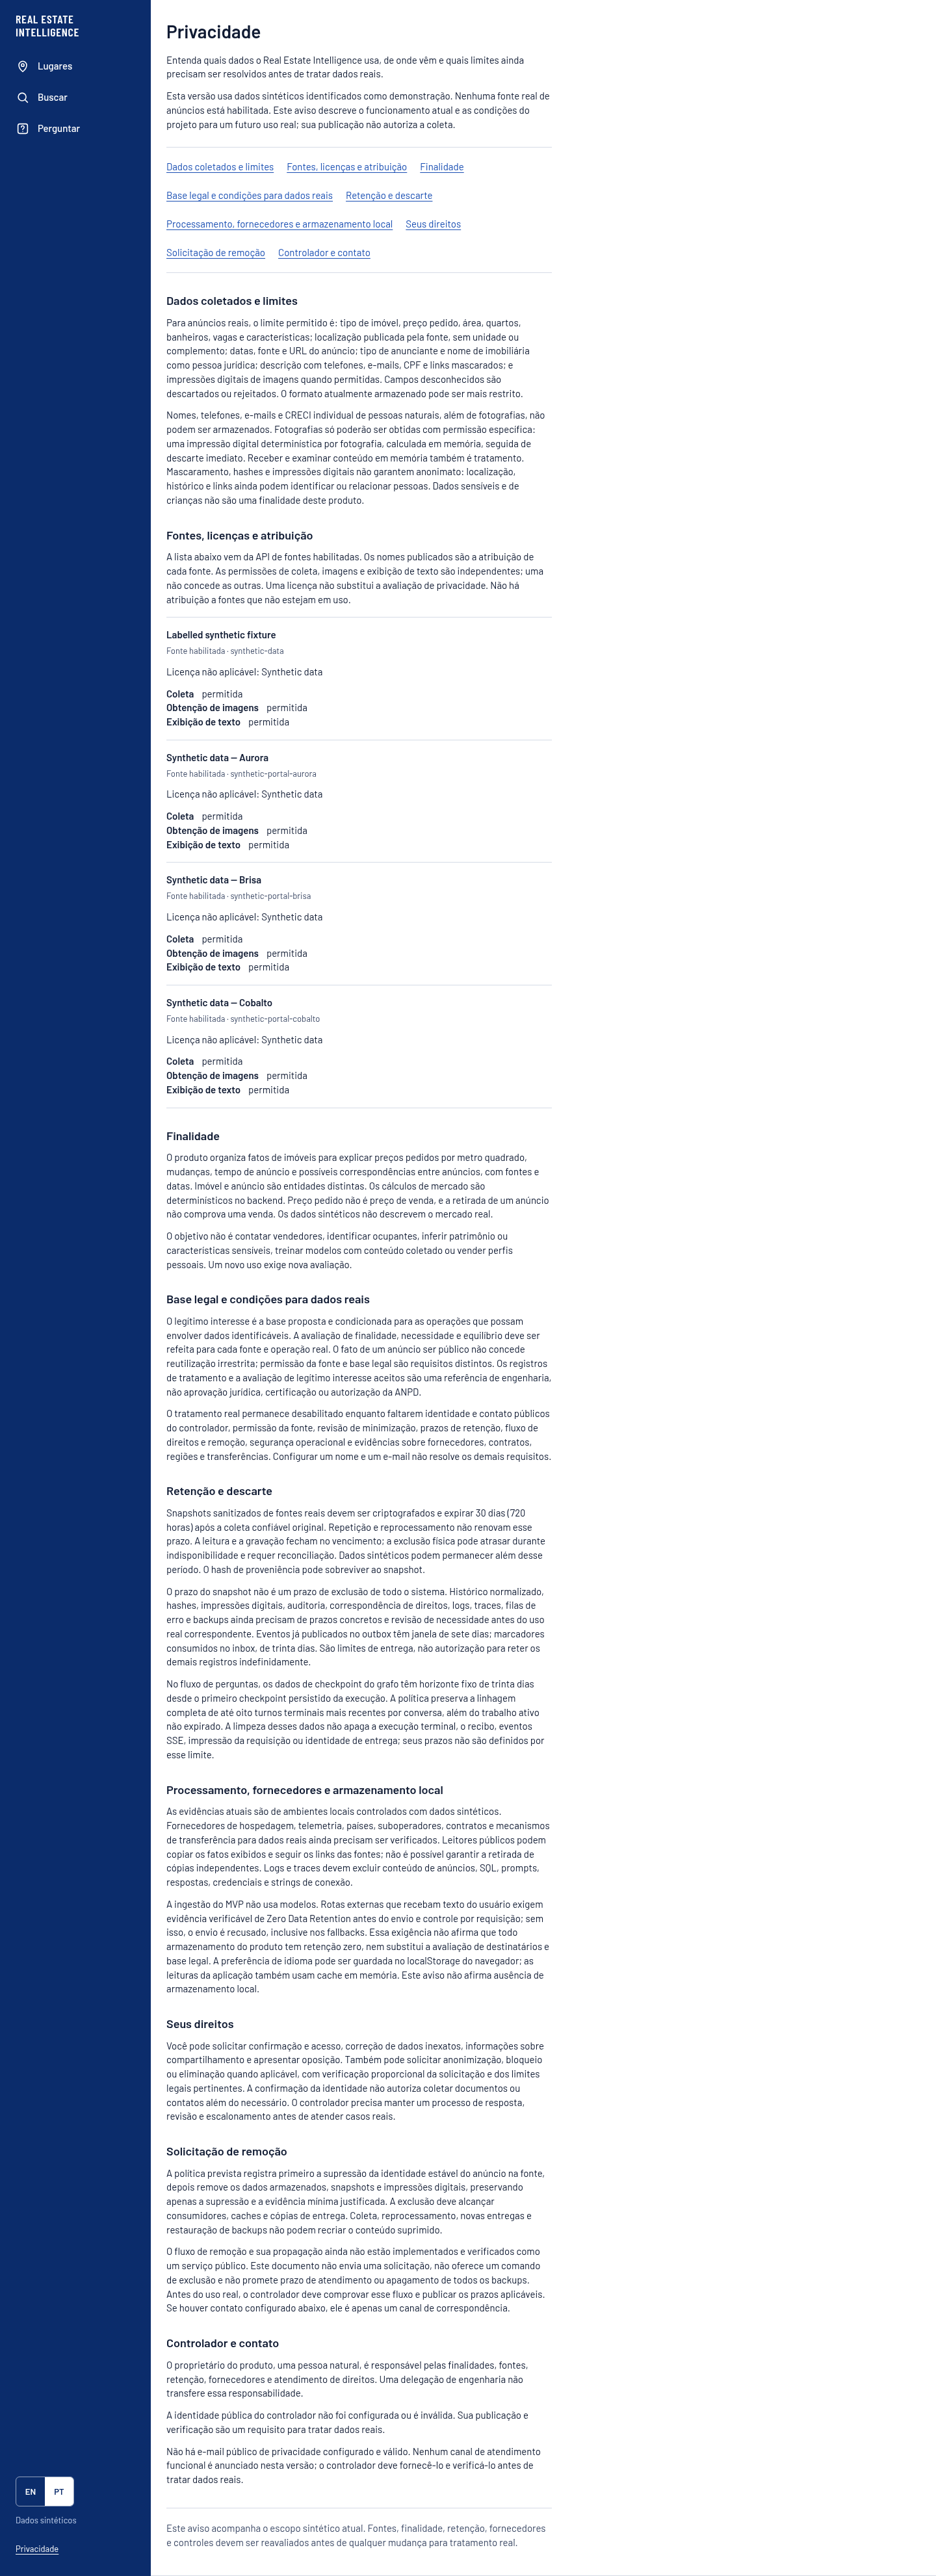 REAL ESTATE
INTELLIGENCE
Lugares
Buscar
Perguntar
Privacidade
Entenda quais dados o Real Estate Intelligence usa, de onde vêm e quais limites ainda
precisam ser resolvidos antes de tratar dados reais.
Esta versão usa dados sintéticos identificados como demonstração. Nenhuma fonte real de
anúncios está habilitada. Este aviso descreve o funcionamento atual e as condições do
projeto para um futuro uso real; sua publicação não autoriza a coleta.
Dados coletados e limites Fontes, licenças e atribuição Finalidade
Base legal e condições para dados reais Retenção e descarte
Processamento, fornecedores e armazenamento local Seus direitos
Solicitação de remoção Controlador e contato
Dados coletados e limites
Para anúncios reais, o limite permitido é: tipo de imóvel, preço pedido, área, quartos,
banheiros, vagas e características; localização publicada pela fonte, sem unidade ou
complemento; datas, fonte e URL do anúncio; tipo de anunciante e nome de imobiliária
como pessoa jurídica; descrição com telefones, e-mails, CPF e links mascarados; e
impressões digitais de imagens quando permitidas. Campos desconhecidos são
descartados ou rejeitados. O formato atualmente armazenado pode ser mais restrito.
Nomes, telefones, e-mails e CRECI individual de pessoas naturais, além de fotografias, não
podem ser armazenados. Fotografias só poderão ser obtidas com permissão específica:
uma impressão digital determinística por fotografia, calculada em memória, seguida de
descarte imediato. Receber e examinar conteúdo em memória também é tratamento.
Mascaramento, hashes e impressões digitais não garantem anonimato: localização,
histórico e links ainda podem identificar ou relacionar pessoas. Dados sensíveis e de
crianças não são uma finalidade deste produto.
Fontes, licenças e atribuição
A lista abaixo vem da API de fontes habilitadas. Os nomes publicados são a atribuição de
cada fonte. As permissões de coleta, imagens e exibição de texto são independentes; uma
não concede as outras. Uma licença não substitui a avaliação de privacidade. Não há
atribuição a fontes que não estejam em uso.
Labelled synthetic fixture
Fonte habilitada · synthetic-data
Licença não aplicável: Synthetic data
Coleta permitida
Obtenção de imagens permitida
Exibição de texto permitida
Synthetic data — Aurora
Fonte habilitada · synthetic-portal-aurora
Licença não aplicável: Synthetic data
Coleta permitida
Obtenção de imagens permitida
Exibição de texto permitida
Synthetic data — Brisa
Fonte habilitada · synthetic-portal-brisa
Licença não aplicável: Synthetic data
Coleta permitida
Obtenção de imagens permitida
Exibição de texto permitida
Synthetic data — Cobalto
Fonte habilitada · synthetic-portal-cobalto
Licença não aplicável: Synthetic data
Coleta permitida
Obtenção de imagens permitida
Exibição de texto permitida
Finalidade
O produto organiza fatos de imóveis para explicar preços pedidos por metro quadrado,
mudanças, tempo de anúncio e possíveis correspondências entre anúncios, com fontes e
datas. Imóvel e anúncio são entidades distintas. Os cálculos de mercado são
determinísticos no backend. Preço pedido não é preço de venda, e a retirada de um anúncio
não comprova uma venda. Os dados sintéticos não descrevem o mercado real.
O objetivo não é contatar vendedores, identificar ocupantes, inferir patrimônio ou
características sensíveis, treinar modelos com conteúdo coletado ou vender perfis
pessoais. Um novo uso exige nova avaliação.
Base legal e condições para dados reais
O legítimo interesse é a base proposta e condicionada para as operações que possam
envolver dados identificáveis. A avaliação de finalidade, necessidade e equilíbrio deve ser
refeita para cada fonte e operação real. O fato de um anúncio ser público não concede
reutilização irrestrita; permissão da fonte e base legal são requisitos distintos. Os registros
de tratamento e a avaliação de legítimo interesse aceitos são uma referência de engenharia,
não aprovação jurídica, certificação ou autorização da ANPD.
O tratamento real permanece desabilitado enquanto faltarem identidade e contato públicos
do controlador, permissão da fonte, revisão de minimização, prazos de retenção, fluxo de
direitos e remoção, segurança operacional e evidências sobre fornecedores, contratos,
regiões e transferências. Configurar um nome e um e-mail não resolve os demais requisitos.
Retenção e descarte
Snapshots sanitizados de fontes reais devem ser criptografados e expirar 30 dias (720
horas) após a coleta confiável original. Repetição e reprocessamento não renovam esse
prazo. A leitura e a gravação fecham no vencimento; a exclusão física pode atrasar durante
indisponibilidade e requer reconciliação. Dados sintéticos podem permanecer além desse
período. O hash de proveniência pode sobreviver ao snapshot.
O prazo do snapshot não é um prazo de exclusão de todo o sistema. Histórico normalizado,
hashes, impressões digitais, auditoria, correspondência de direitos, logs, traces, filas de
erro e backups ainda precisam de prazos concretos e revisão de necessidade antes do uso
real correspondente. Eventos já publicados no outbox têm janela de sete dias; marcadores
consumidos no inbox, de trinta dias. São limites de entrega, não autorização para reter os
demais registros indefinidamente.
No fluxo de perguntas, os dados de checkpoint do grafo têm horizonte fixo de trinta dias
desde o primeiro checkpoint persistido da execução. A política preserva a linhagem
completa de até oito turnos terminais mais recentes por conversa, além do trabalho ativo
não expirado. A limpeza desses dados não apaga a execução terminal, o recibo, eventos
SSE, impressão da requisição ou identidade de entrega; seus prazos não são definidos por
esse limite.
Processamento, fornecedores e armazenamento local
As evidências atuais são de ambientes locais controlados com dados sintéticos.
Fornecedores de hospedagem, telemetria, países, suboperadores, contratos e mecanismos
de transferência para dados reais ainda precisam ser verificados. Leitores públicos podem
copiar os fatos exibidos e seguir os links das fontes; não é possível garantir a retirada de
cópias independentes. Logs e traces devem excluir conteúdo de anúncios, SQL, prompts,
respostas, credenciais e strings de conexão.
A ingestão do MVP não usa modelos. Rotas externas que recebam texto do usuário exigem
evidência verificável de Zero Data Retention antes do envio e controle por requisição; sem
isso, o envio é recusado, inclusive nos fallbacks. Essa exigência não afirma que todo
armazenamento do produto tem retenção zero, nem substitui a avaliação de destinatários e
base legal. A preferência de idioma pode ser guardada no localStorage do navegador; as
leituras da aplicação também usam cache em memória. Este aviso não afirma ausência de
armazenamento local.
Seus direitos
Você pode solicitar confirmação e acesso, correção de dados inexatos, informações sobre
compartilhamento e apresentar oposição. Também pode solicitar anonimização, bloqueio
ou eliminação quando aplicável, com verificação proporcional da solicitação e dos limites
legais pertinentes. A confirmação da identidade não autoriza coletar documentos ou
contatos além do necessário. O controlador precisa manter um processo de resposta,
revisão e escalonamento antes de atender casos reais.
Solicitação de remoção
A política prevista registra primeiro a supressão da identidade estável do anúncio na fonte,
depois remove os dados armazenados, snapshots e impressões digitais, preservando
apenas a supressão e a evidência mínima justificada. A exclusão deve alcançar
consumidores, caches e cópias de entrega. Coleta, reprocessamento, novas entregas e
restauração de backups não podem recriar o conteúdo suprimido.
O fluxo de remoção e sua propagação ainda não estão implementados e verificados como
um serviço público. Este documento não envia uma solicitação, não oferece um comando
de exclusão e não promete prazo de atendimento ou apagamento de todos os backups.
Antes do uso real, o controlador deve comprovar esse fluxo e publicar os prazos aplicáveis.
Se houver contato configurado abaixo, ele é apenas um canal de correspondência.
Controlador e contato
O proprietário do produto, uma pessoa natural, é responsável pelas finalidades, fontes,
retenção, fornecedores e atendimento de direitos. Uma delegação de engenharia não
transfere essa responsabilidade.
A identidade pública do controlador não foi configurada ou é inválida. Sua publicação e
verificação são um requisito para tratar dados reais.
Não há e-mail público de privacidade configurado e válido. Nenhum canal de atendimento
funcional é anunciado nesta versão; o controlador deve fornecê-lo e verificá-lo antes de
tratar dados reais.
Este aviso acompanha o escopo sintético atual. Fontes, finalidade, retenção, fornecedores
e controles devem ser reavaliados antes de qualquer mudança para tratamento real.
EN PT
Dados sintéticos
Privacidade